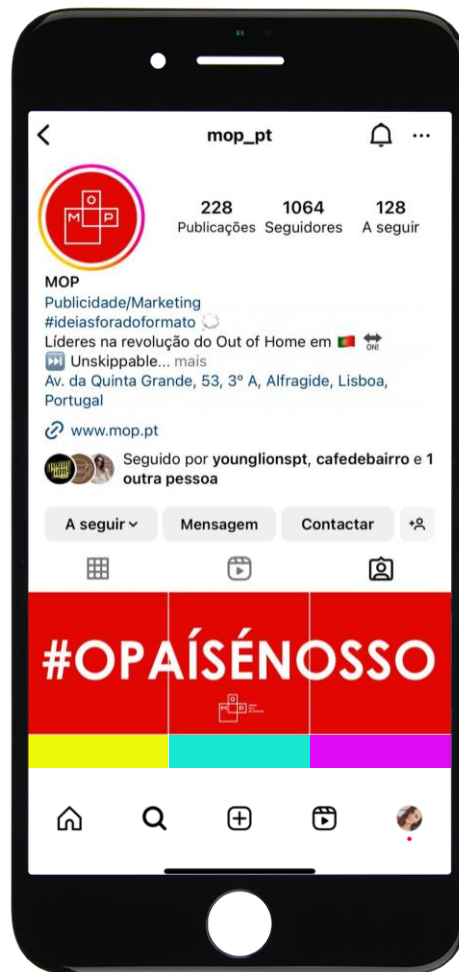 mop_pt
MOP
228 1064 128
Publicações Seguidores A seguir
MOP
Publicidade/Marketing
#ideiasforadoformato 💭
Líderes na revolução do Out of Home em 🇵🇹 🔛
⏭️ Unskippable... mais
Av. da Quinta Grande, 53, 3º A, Alfragide, Lisboa,
Portugal
www.mop.pt
Seguido por younglionspt, cafedebairro e 1
outra pessoa
A seguir Mensagem Contactar
#OPAÍSÉNOSSO
MOP